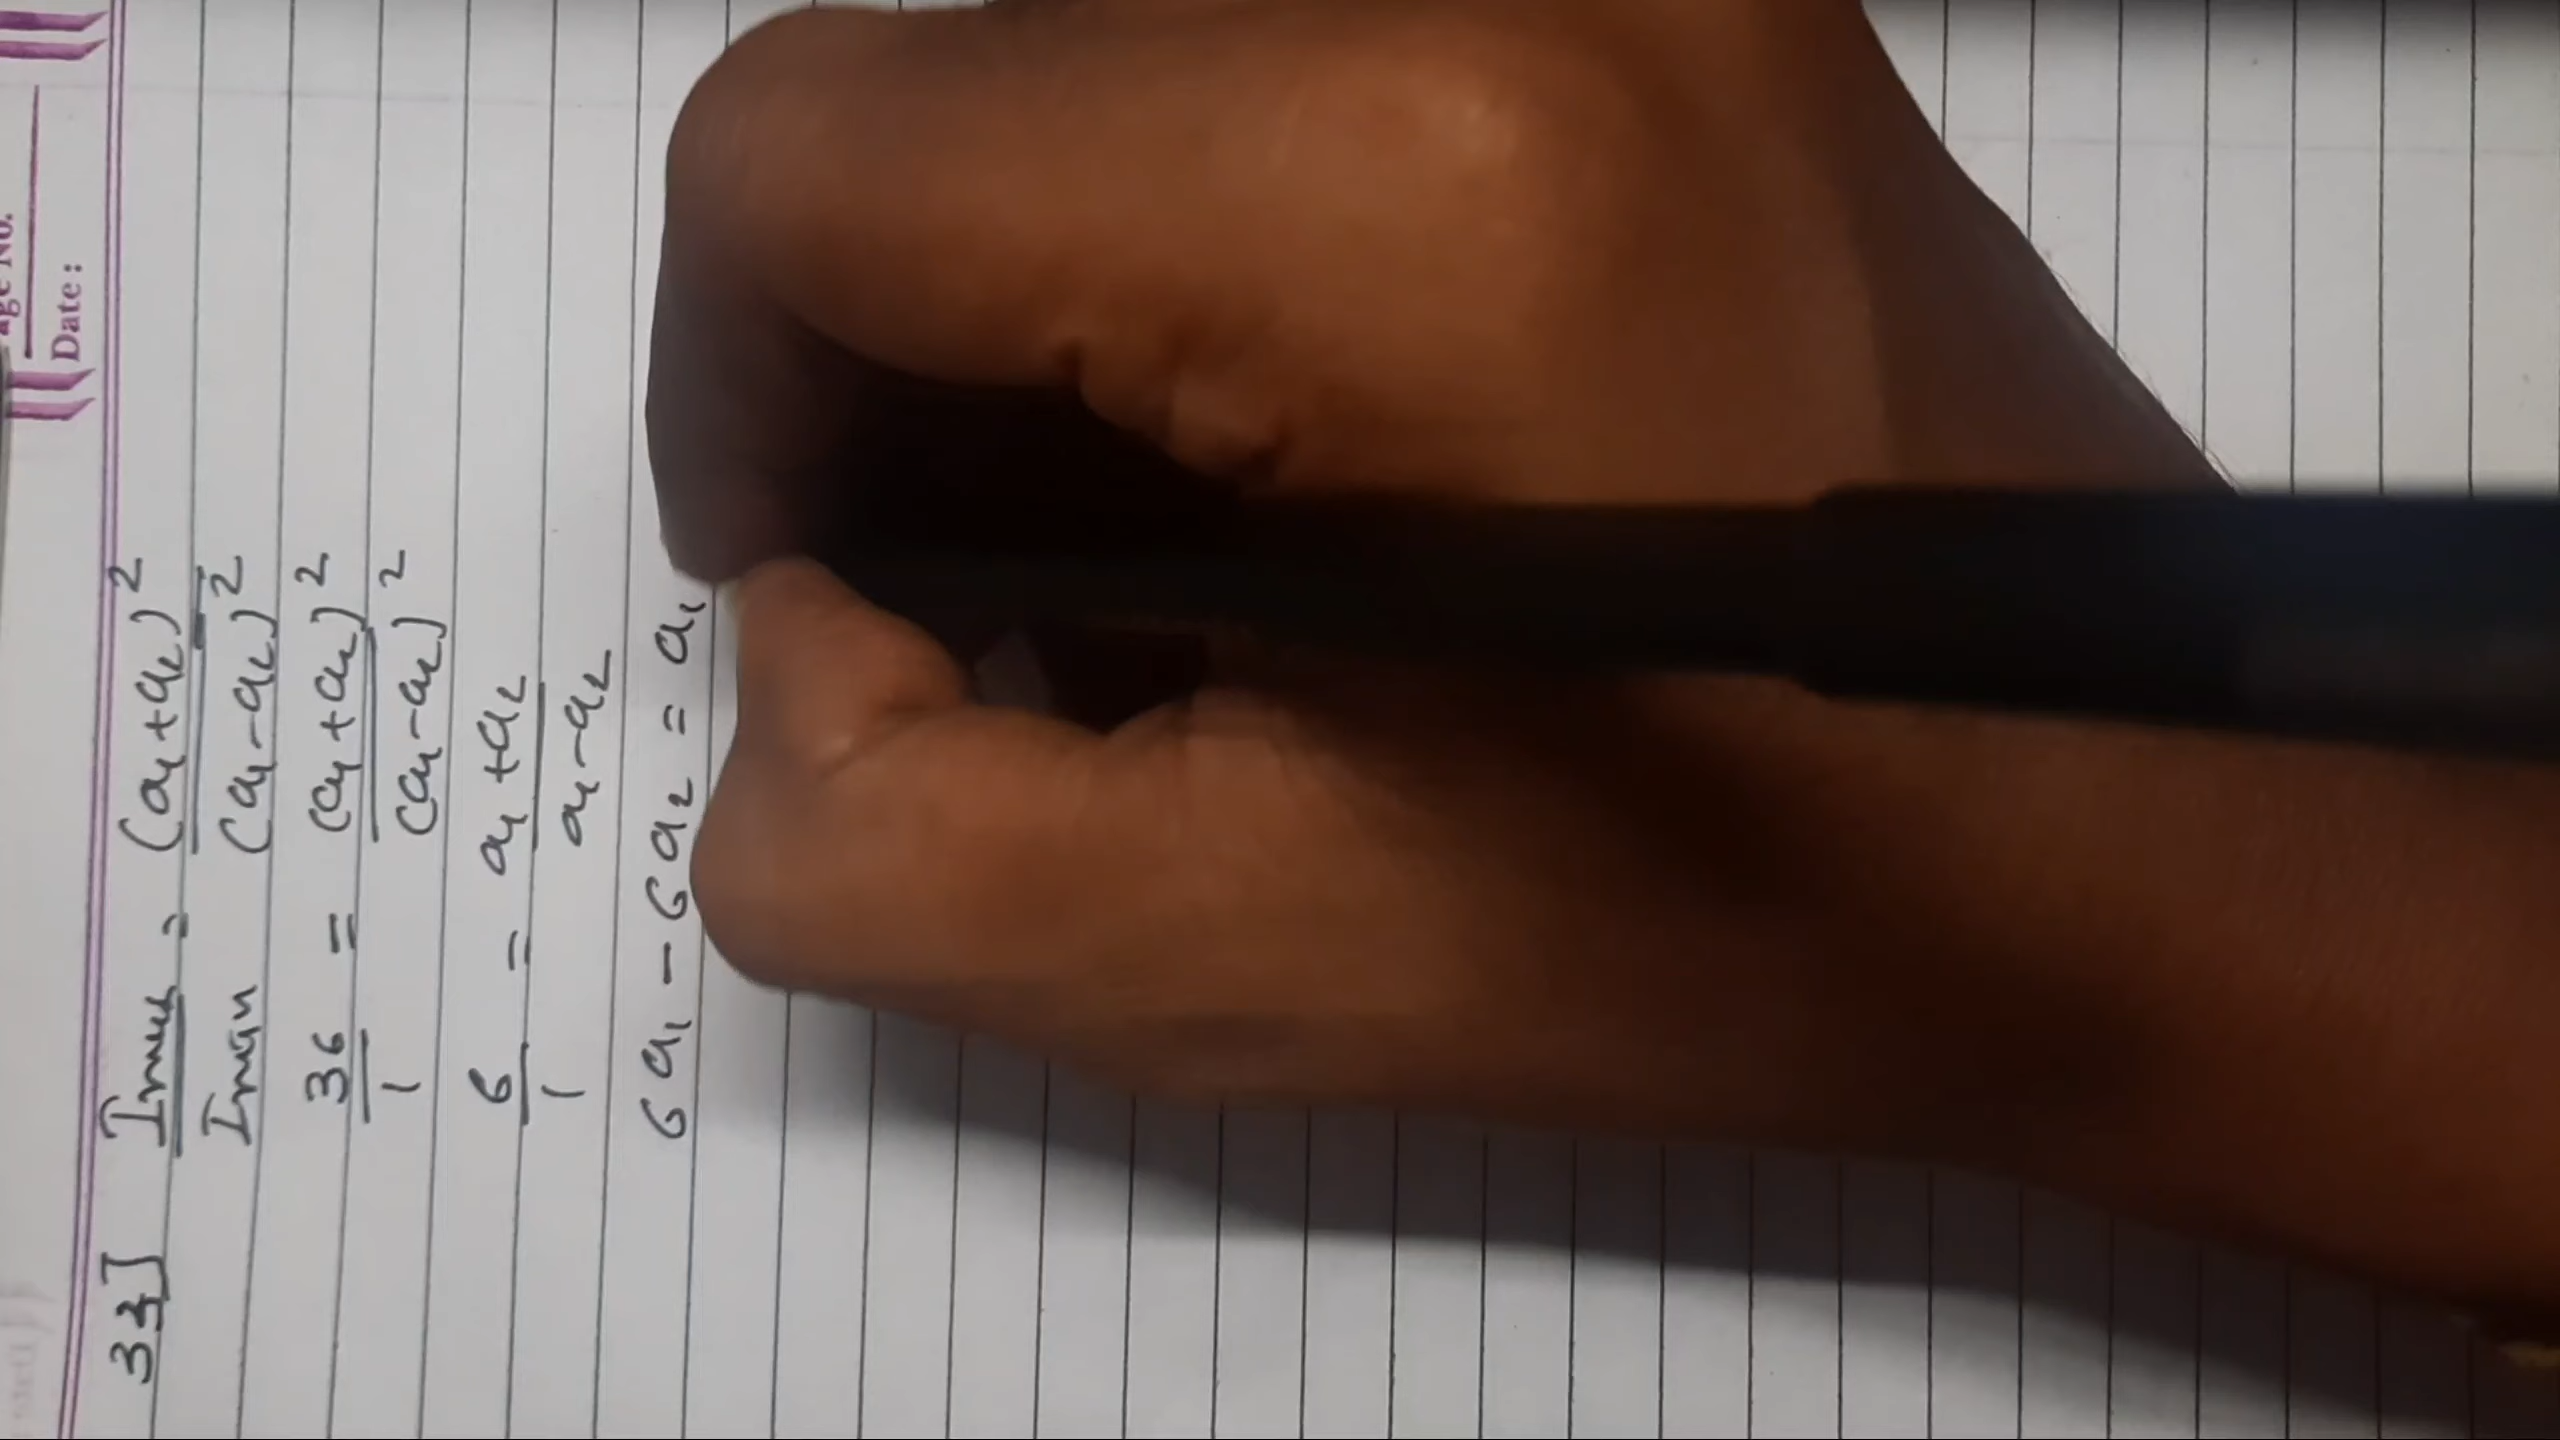 Date :
33] Imax = (a1+a2)²
Imin (a1-a2)²
36 = (a1+a2)²
1 (a1-a2)²
6 = a1+a2
1 a1-a2
6a1 - 6a2 = a1